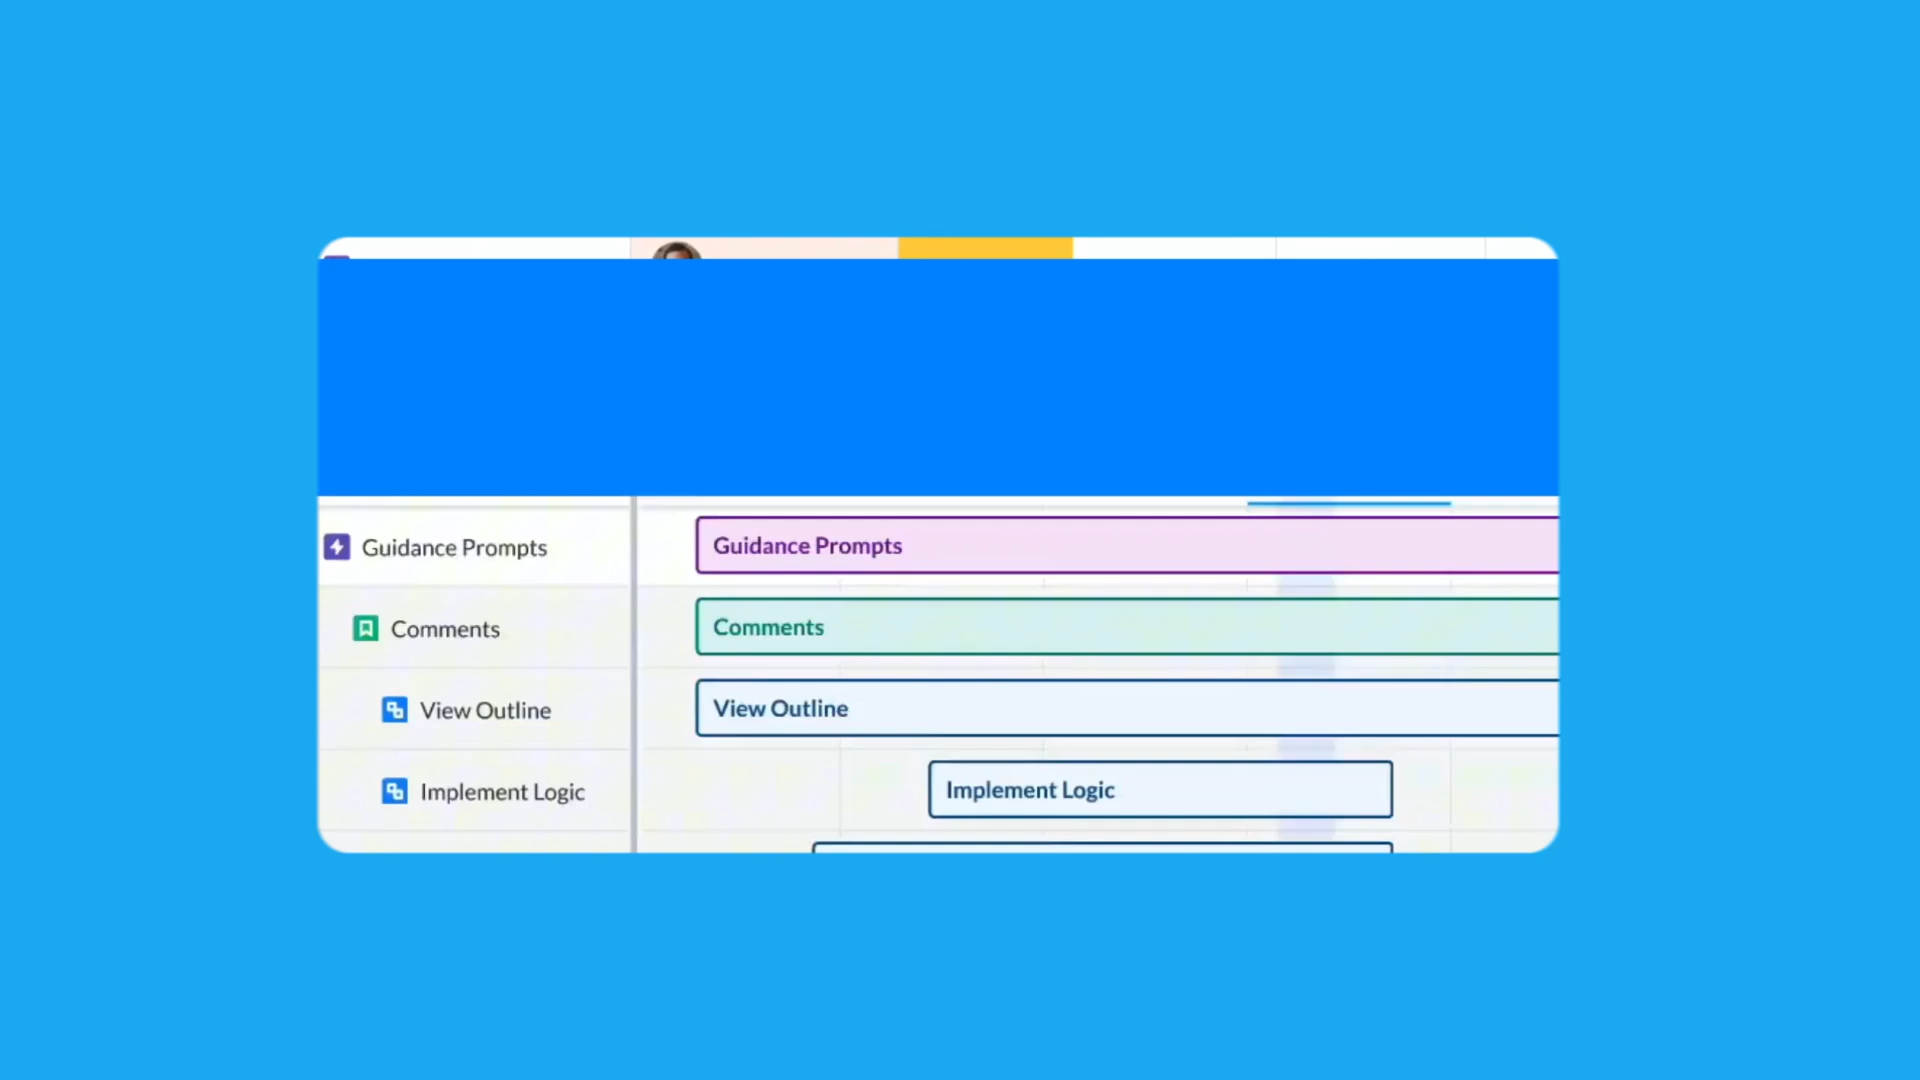 Guidance Prompts Guidance Prompts
Comments Comments
View Outline View Outline
Implement Logic Implement Logic